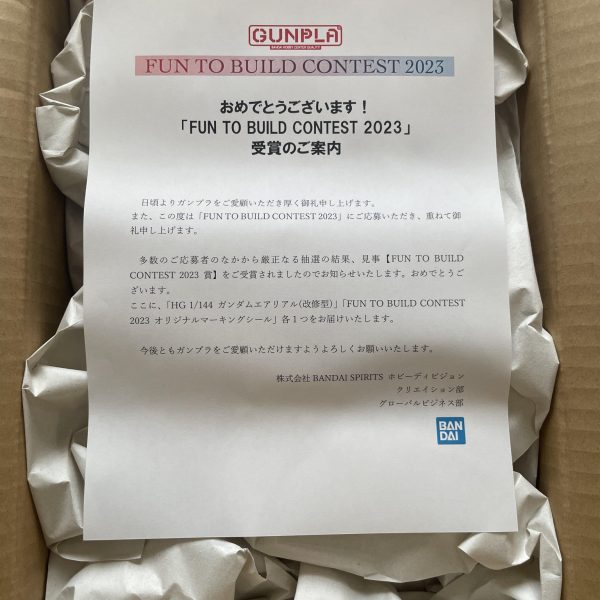 GUNPLA
BANDAI HOBBY CENTER QUALITY
FUN TO BUILD CONTEST 2023
おめでとうございます！
「FUN TO BUILD CONTEST 2023」
受賞のご案内
日頃よりガンプラをご愛顧いただき厚く御礼申し上げます。
また、この度は「FUN TO BUILD CONTEST 2023」にご応募いただき、重ねて御
礼申し上げます。
多数のご応募者のなかから厳正なる抽選の結果、見事【FUN TO BUILD
CONTEST 2023 賞】をご受賞されましたのでお知らせいたします。おめでとうご
ざいます。
ここに、「HG 1/144 ガンダムエアリアル(改修型)」「FUN TO BUILD CONTEST
2023 オリジナルマーキングシール」各１つをお届けいたします。
今後ともガンプラをご愛顧いただけますようよろしくお願いいたします。
株式会社 BANDAI SPIRITS ホビーディビジョン
クリエイション部
グローバルビジネス部
BAN
DAI